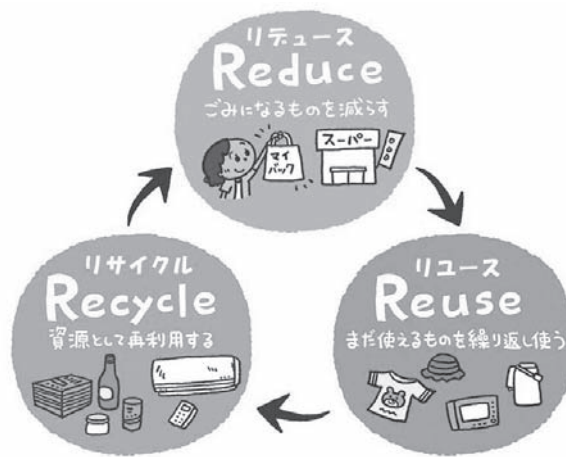 リデュース
Reduce
ごみになるものを減らす
マイ
バック
スーパー
リサイクル
Recycle
資源として再利用する
リユース
Reuse
まだ使えるものを繰り返し使う